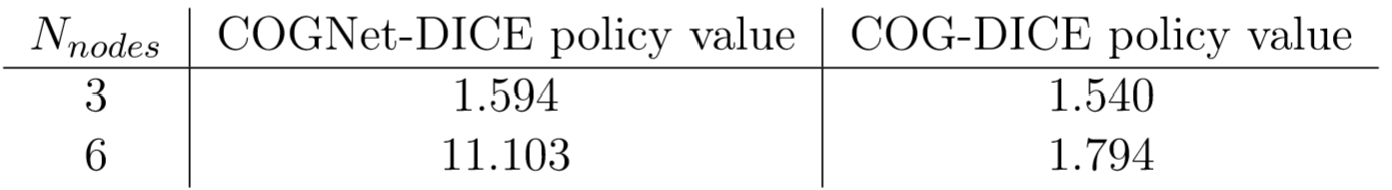 N_nodes COGNet-DICE policy value COG-DICE policy value
3 1.594 1.540
6 11.103 1.794